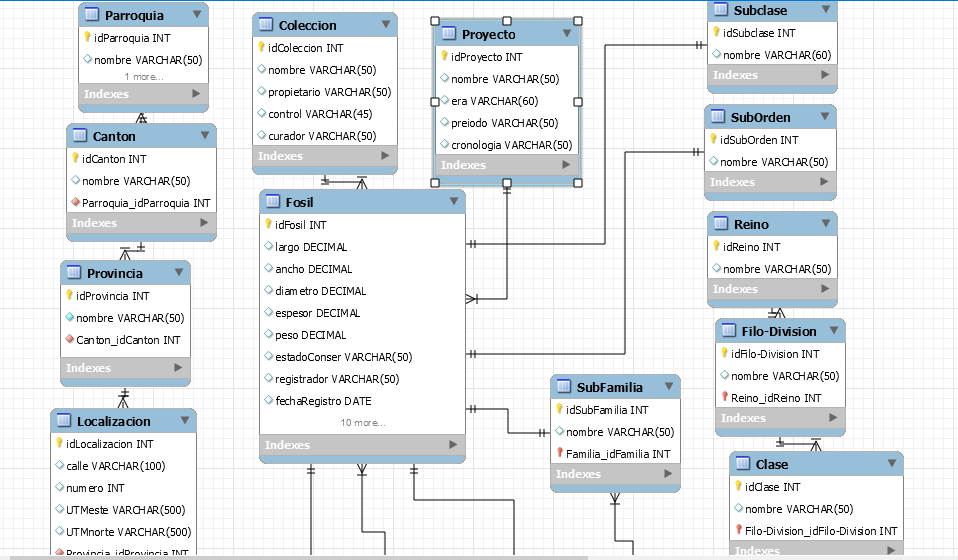 Parroquia
idParroquia INT
nombre VARCHAR(50)
1 more...
Indexes
Canton
idCanton INT
nombre VARCHAR(50)
Parroquia_idParroquia INT
Indexes
Provincia
idProvincia INT
nombre VARCHAR(50)
Canton_idCanton INT
Indexes
Localizacion
idLocalizacion INT
calle VARCHAR(100)
numero INT
UTMeste VARCHAR(500)
UTMnorte VARCHAR(500)
Provincia_idProvincia INT
Coleccion
idColeccion INT
nombre VARCHAR(50)
propietario VARCHAR(50)
control VARCHAR(45)
curador VARCHAR(50)
Indexes
Fosil
idFosil INT
largo DECIMAL
ancho DECIMAL
diametro DECIMAL
espesor DECIMAL
peso DECIMAL
estadoConser VARCHAR(50)
registrador VARCHAR(50)
fechaRegistro DATE
10 more...
Indexes
Proyecto
idProyecto INT
nombre VARCHAR(50)
era VARCHAR(60)
preiodo VARCHAR(50)
cronologia VARCHAR(50)
Indexes
SubFamilia
idSubFamilia INT
nombre VARCHAR(50)
Familia_idFamilia INT
Indexes
Subclase
idSubclase INT
nombre VARCHAR(60)
Indexes
SubOrden
idSubOrden INT
nombre VARCHAR(50)
Indexes
Reino
idReino INT
nombre VARCHAR(50)
Indexes
Filo-Division
idFilo-Division INT
nombre VARCHAR(50)
Reino_idReino INT
Indexes
Clase
idClase INT
nombre VARCHAR(50)
Filo-Division_idFilo-Division INT
Indexes